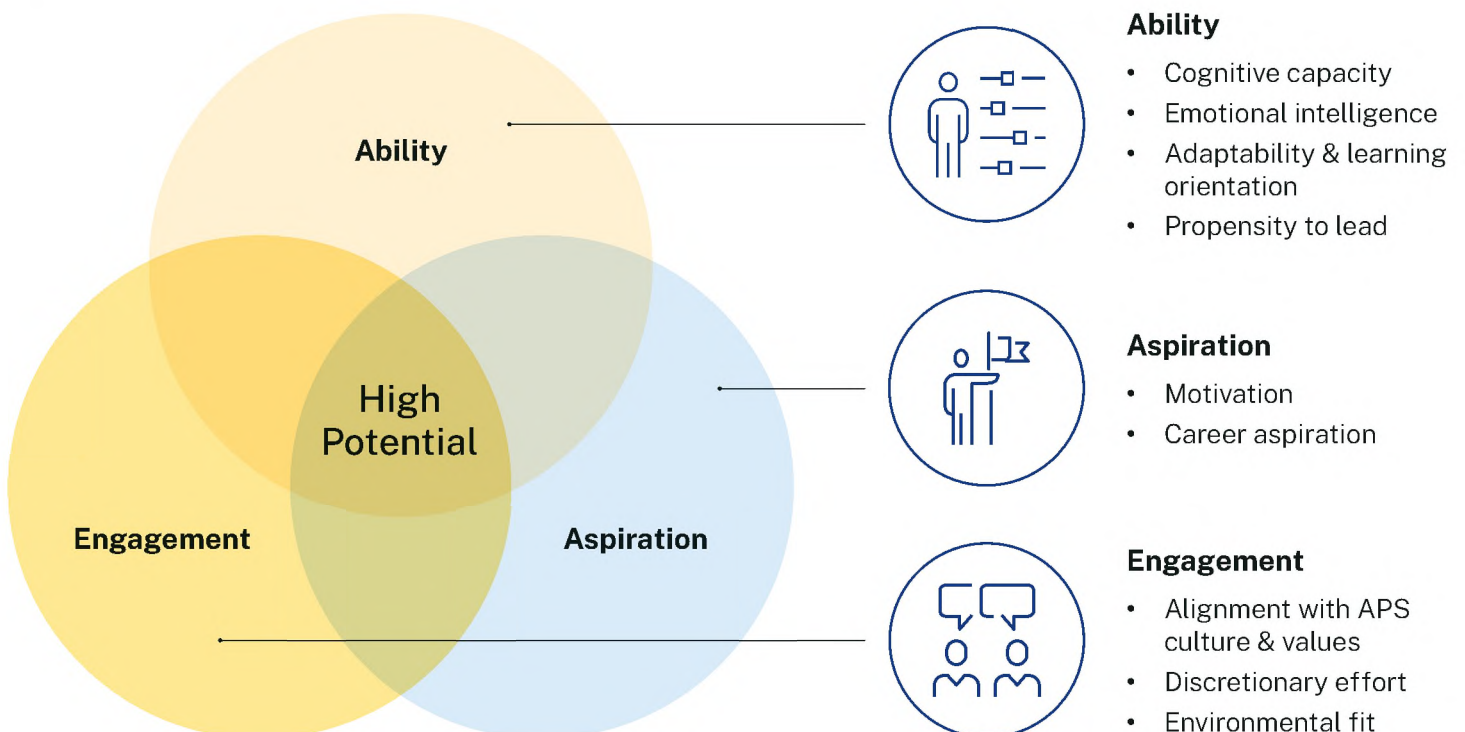 Ability
High
Potential
Engagement
Aspiration
Ability
• Cognitive capacity
• Emotional intelligence
• Adaptability & learning
orientation
• Propensity to lead
Aspiration
• Motivation
• Career aspiration
Engagement
• Alignment with APS
culture & values
• Discretionary effort
• Environmental fit